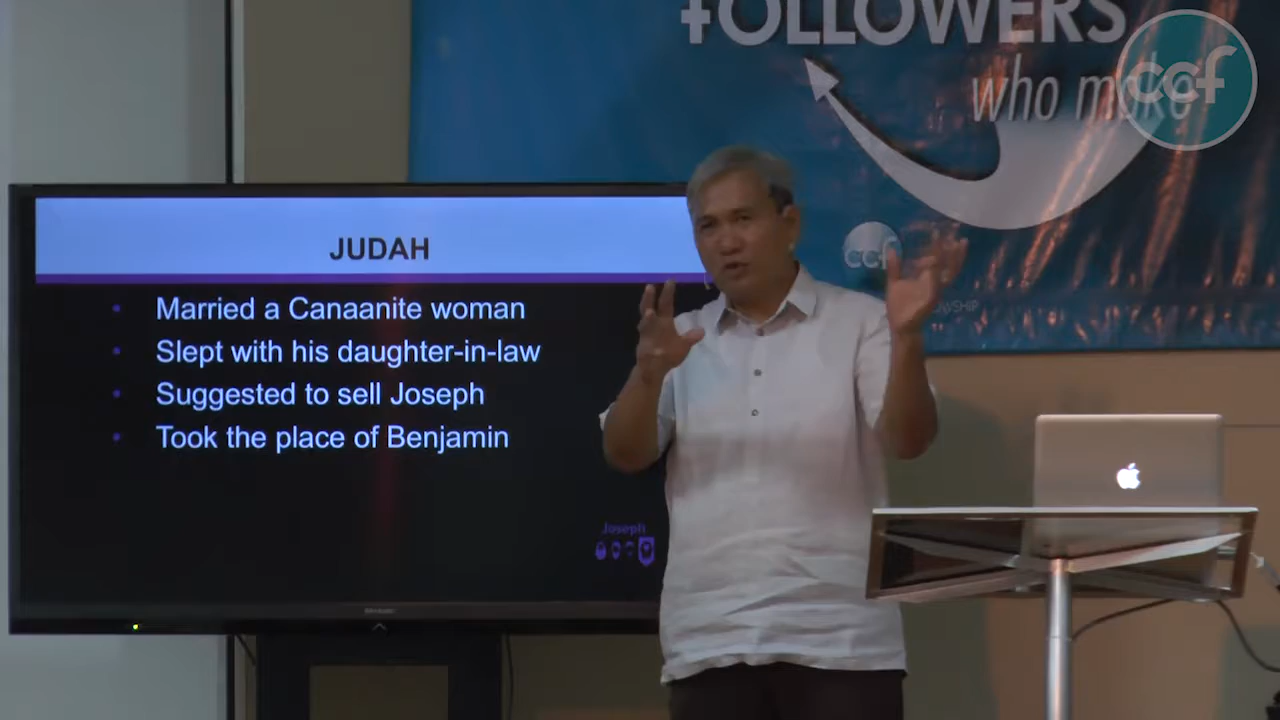 FOLLOWERS
who make
ccf
ccf
JUDAH
• Married a Canaanite woman
• Slept with his daughter-in-law
• Suggested to sell Joseph
• Took the place of Benjamin
Joseph